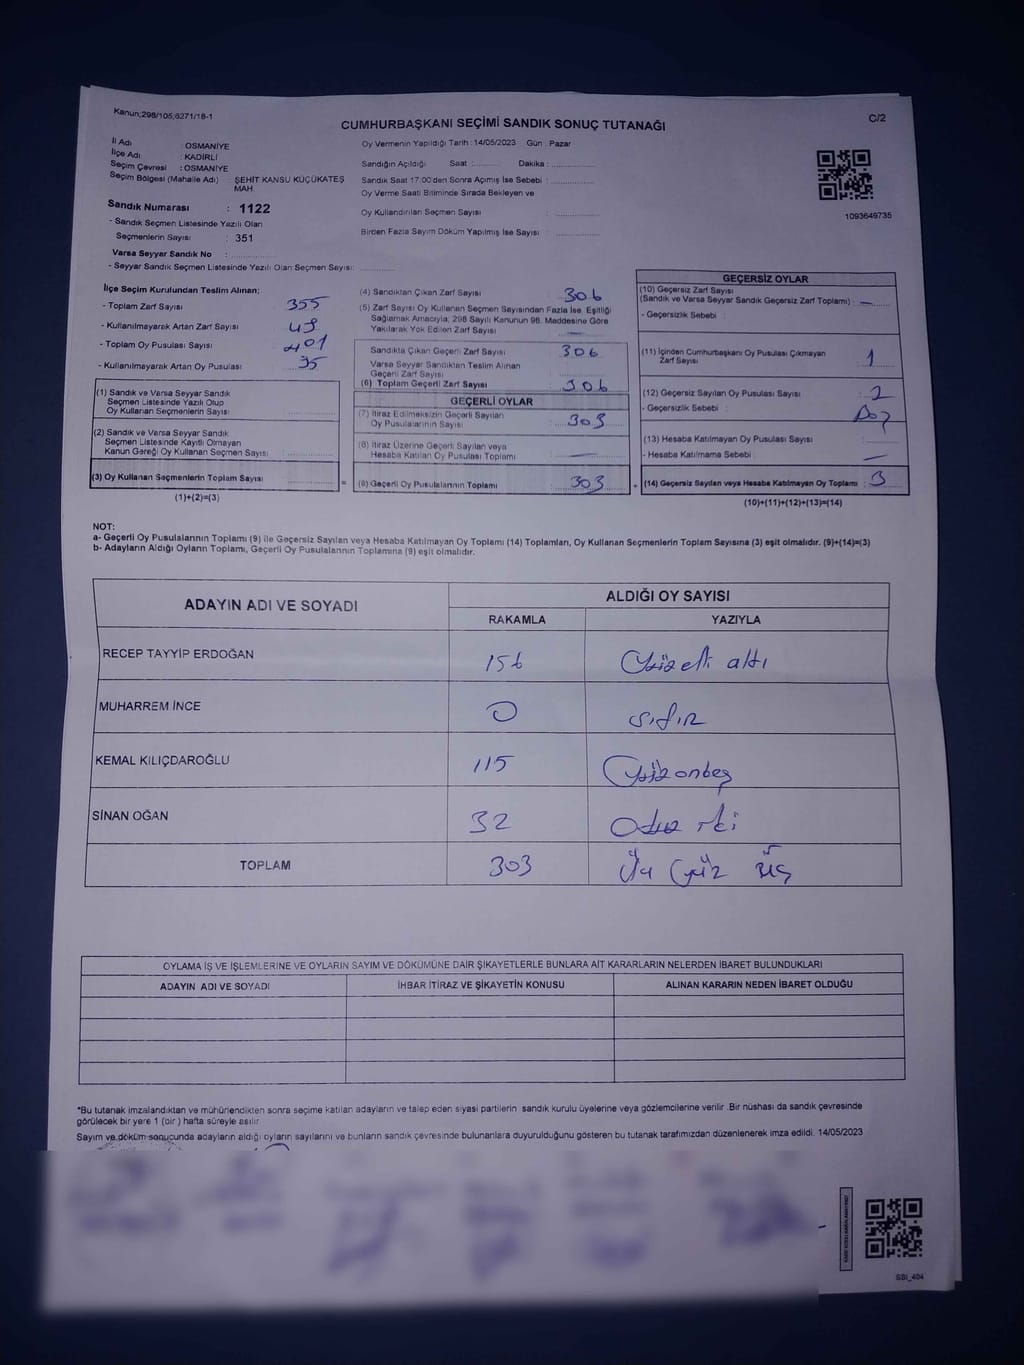 Kanun;298/105,6271/18-1
CUMHURBAŞKANI SEÇİMİ SANDIK SONUÇ TUTANAĞI
C/2
İl Adı : OSMANİYE
İlçe Adı : KADİRLİ
Seçim Çevresi : OSMANİYE
Seçim Bölgesi (Mahalle Adı) : ŞEHİT KANSU KÜÇÜKATEŞ
MAH.
Sandık Numarası : 1122
- Sandık Seçmen Listesinde Yazılı Olan
Seçmenlerin Sayısı : 351
Varsa Seyyar Sandık No :
- Seyyar Sandık Seçmen Listesinde Yazılı Olan Seçmen Sayısı:
Oy Vermenin Yapıldığı Tarih : 14/05/2023 Gün : Pazar
Sandığın Açıldığı Saat : Dakika :
Sandık Saat 17:00'den Sonra Açımış İse Sebebi :
Oy Verme Saati Bitiminde Sırada Bekleyen ve
Oy Kullandırılan Seçmen Sayısı :
Birden Fazla Sayım Döküm Yapılmış İse Sayısı :
1093649735
İlçe Seçim Kurulundan Teslim Alınan;
- Toplam Zarf Sayısı 355
- Kullanılmayarak Artan Zarf Sayısı 49
- Toplam Oy Pusulası Sayısı 401
- Kullanılmayarak Artan Oy Pusulası 95
(1) Sandık ve Varsa Seyyar Sandık
Seçmen Listesinde Yazılı Olup
Oy Kullanan Seçmenlerin Sayısı :
(2) Sandık ve Varsa Seyyar Sandık
Seçmen Listesinde Kayıtlı Olmayan
Kanun Gereği Oy Kullanan Seçmen Sayısı :
(3) Oy Kullanan Seçmenlerin Toplam Sayısı
(1)+(2)=(3)
(4) Sandıktan Çıkan Zarf Sayısı : 306
(5) Zarf Sayısı Oy Kullanan Seçmen Sayısından Fazla İse, Eşitliği
Sağlamak Amacıyla, 298 Sayılı Kanunun 98. Maddesine Göre
Yakılarak Yok Edilen Zarf Sayısı : —
Sandıkta Çıkan Geçerli Zarf Sayısı : 306
Varsa Seyyar Sandıktan Teslim Alınan
Geçerli Zarf Sayısı
(6) Toplam Geçerli Zarf Sayısı : 306
GEÇERLİ OYLAR
(7) İtiraz Edilmeksizin Geçerli Sayılan
Oy Pusulalarının Sayısı : 303
(8) İtiraz Üzerine Geçerli Sayılan veya
Hesaba Katılan Oy Pusulası Toplamı : —
= (9) Geçerli Oy Pusulalarının Toplamı : 303
GEÇERSİZ OYLAR
(10) Geçersiz Zarf Sayısı
(Sandık ve Varsa Seyyar Sandık Geçersiz Zarf Toplamı) : —
- Geçersizlik Sebebi :
(11) İçinden Cumhurbaşkanı Oy Pusulası Çıkmayan
Zarf Sayısı : 1
(12) Geçersiz Sayılan Oy Pusulası Sayısı : 2
- Geçersizlik Sebebi :
(13) Hesaba Katılmayan Oy Pusulası Sayısı :
- Hesaba Katılmama Sebebi : —
+ (14) Geçersiz Sayılan veya Hesaba Katılmayan Oy Toplamı : 3
(10)+(11)+(12)+(13)=(14)
NOT:
a- Geçerli Oy Pusulalarının Toplamı (9) ile Geçersiz Sayılan veya Hesaba Katılmayan Oy Toplamı (14) Toplamları, Oy Kullanan Seçmenlerin Toplam Sayısına (3) eşit olmalıdır. (9)+(14)=(3)
b- Adayların Aldığı Oyların Toplamı, Geçerli Oy Pusulalarının Toplamına (9) eşit olmalıdır.
ADAYIN ADI VE SOYADI ALDIĞI OY SAYISI
RAKAMLA YAZIYLA
RECEP TAYYİP ERDOĞAN 156 Yüzelli altı
MUHARREM İNCE 0 sıfır
KEMAL KILIÇDAROĞLU 115 Yüzonbeş
SİNAN OĞAN 32 Otuz iki
TOPLAM 303 Üç yüz üç
OYLAMA İŞ VE İŞLEMLERİNE VE OYLARIN SAYIM VE DÖKÜMÜNE DAİR ŞİKAYETLERLE BUNLARA AİT KARARLARIN NELERDEN İBARET BULUNDUKLARI
ADAYIN ADI VE SOYADI İHBAR İTİRAZ VE ŞİKAYETİN KONUSU ALINAN KARARIN NEDEN İBARET OLDUĞU
*Bu tutanak imzalandıktan ve mühürlendikten sonra seçime katılan adayların ve talep eden siyasi partilerin sandık kurulu üyelerine veya gözlemcilerine verilir .Bir nüshası da sandık çevresinde
görülecek bir yere 1 (bir ) hafta süreyle asılır.
Sayım ve döküm sonucunda adayların aldığı oyların sayılarını ve bunların sandık çevresinde bulunanlara duyurulduğunu gösteren bu tutanak tarafımızdan düzenlenerek imza edildi. 14/05/2023
SSI_404